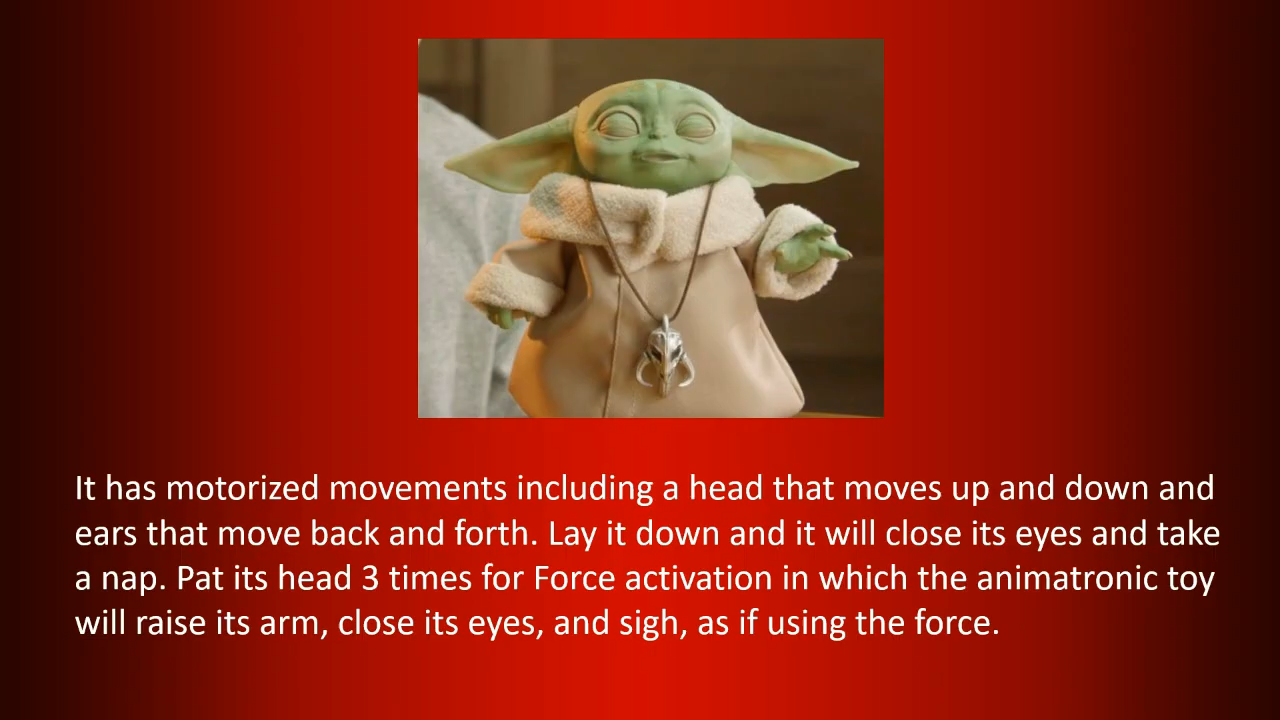 It has motorized movements including a head that moves up and down and
ears that move back and forth. Lay it down and it will close its eyes and take
a nap. Pat its head 3 times for Force activation in which the animatronic toy
will raise its arm, close its eyes, and sigh, as if using the force.